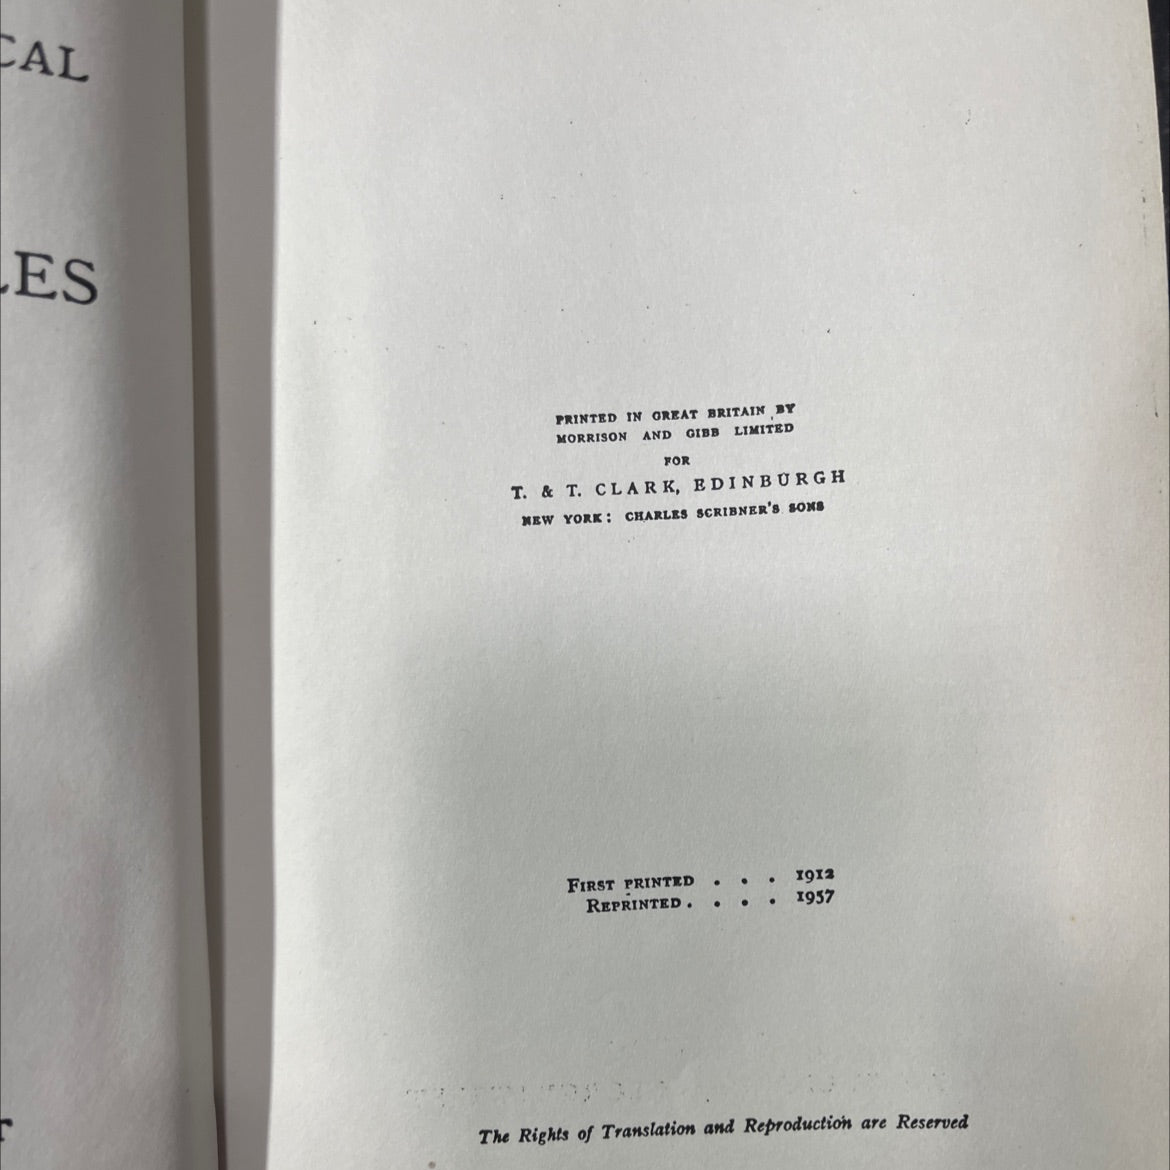 CAL
LES
PRINTED IN GREAT BRITAIN BY
MORRISON AND GIBB LIMITED
FOR
T. & T. CLARK, EDINBURGH
NEW YORK: CHARLES SCRIBNER'S SONS
FIRST PRINTED . . . 1912
REPRINTED . . . . 1957
The Rights of Translation and Reproduction are Reserved